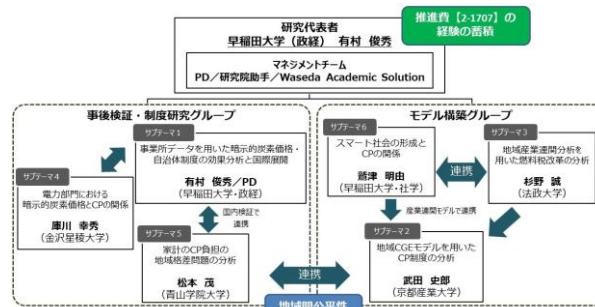 研究代表者
早稲田大学（政経） 有村 俊秀
推進費【2-1707】の
経験の蓄積
マネジメントチーム
PD／研究院助手／Waseda Academic Solution
事後検証・制度研究グループ
サブテーマ1
事業所データを用いた暗示的炭素価格・
自治体制度の効果分析と国際展開
有村 俊秀／PD
（早稲田大学・政経）
サブテーマ4
電力部門における
暗示的炭素価格とCPの関係
庫川 幸秀
（金沢星稜大学）
国内検証で
連携
サブテーマ5
家計のCP負担の
地域格差問題の分析
松本 茂
（青山学院大学）
モデル構築グループ
サブテーマ6
スマート社会の形成と
CPの関係
鷲津 明由
（早稲田大学・社学）
連携
サブテーマ3
地域産業連関分析を
用いた燃料税改革の分析
杉野 誠
（法政大学）
産業連関モデルで連携
サブテーマ2
地域CGEモデルを用いた
CP制度の分析
武田 史郎
（京都産業大学）
連携
地域間公平性